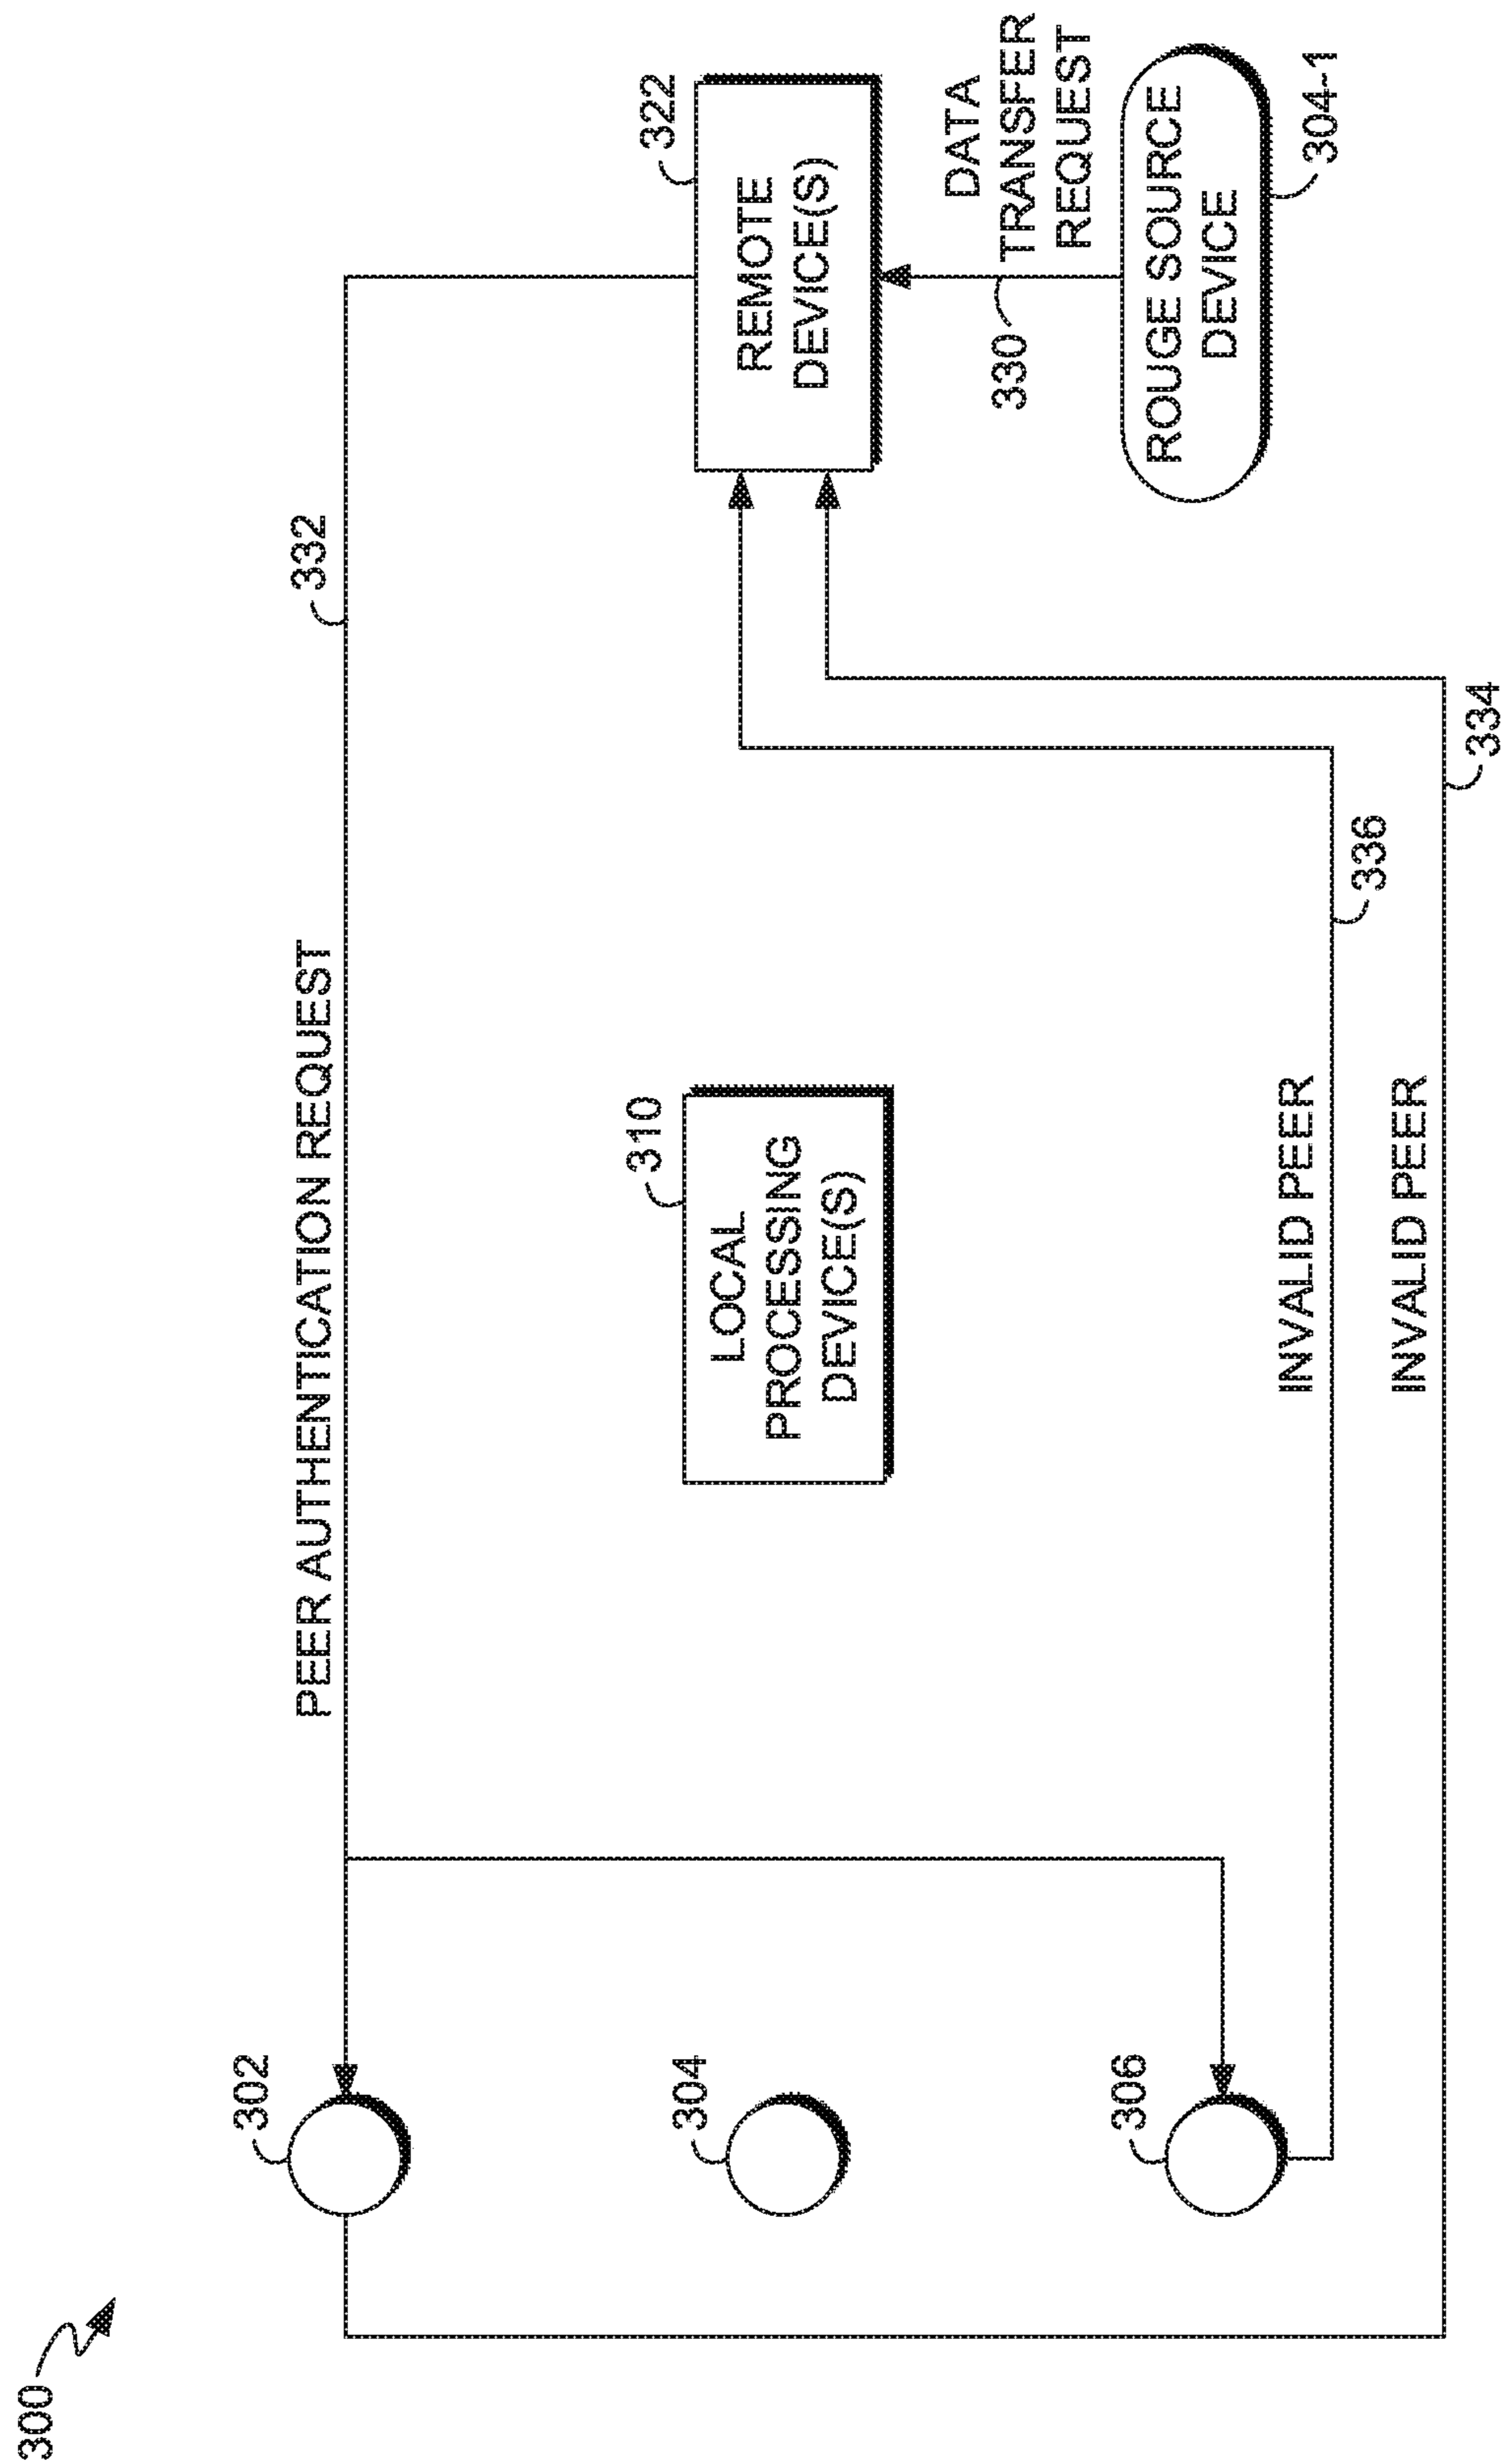 300
302
304
306
PEER AUTHENTICATION REQUEST
332
310
LOCAL
PROCESSING
DEVICE(S)
322
REMOTE
DEVICE(S)
DATA
TRANSFER
REQUEST
330
ROUGE SOURCE
DEVICE
304-1
INVALID PEER
336
INVALID PEER
334